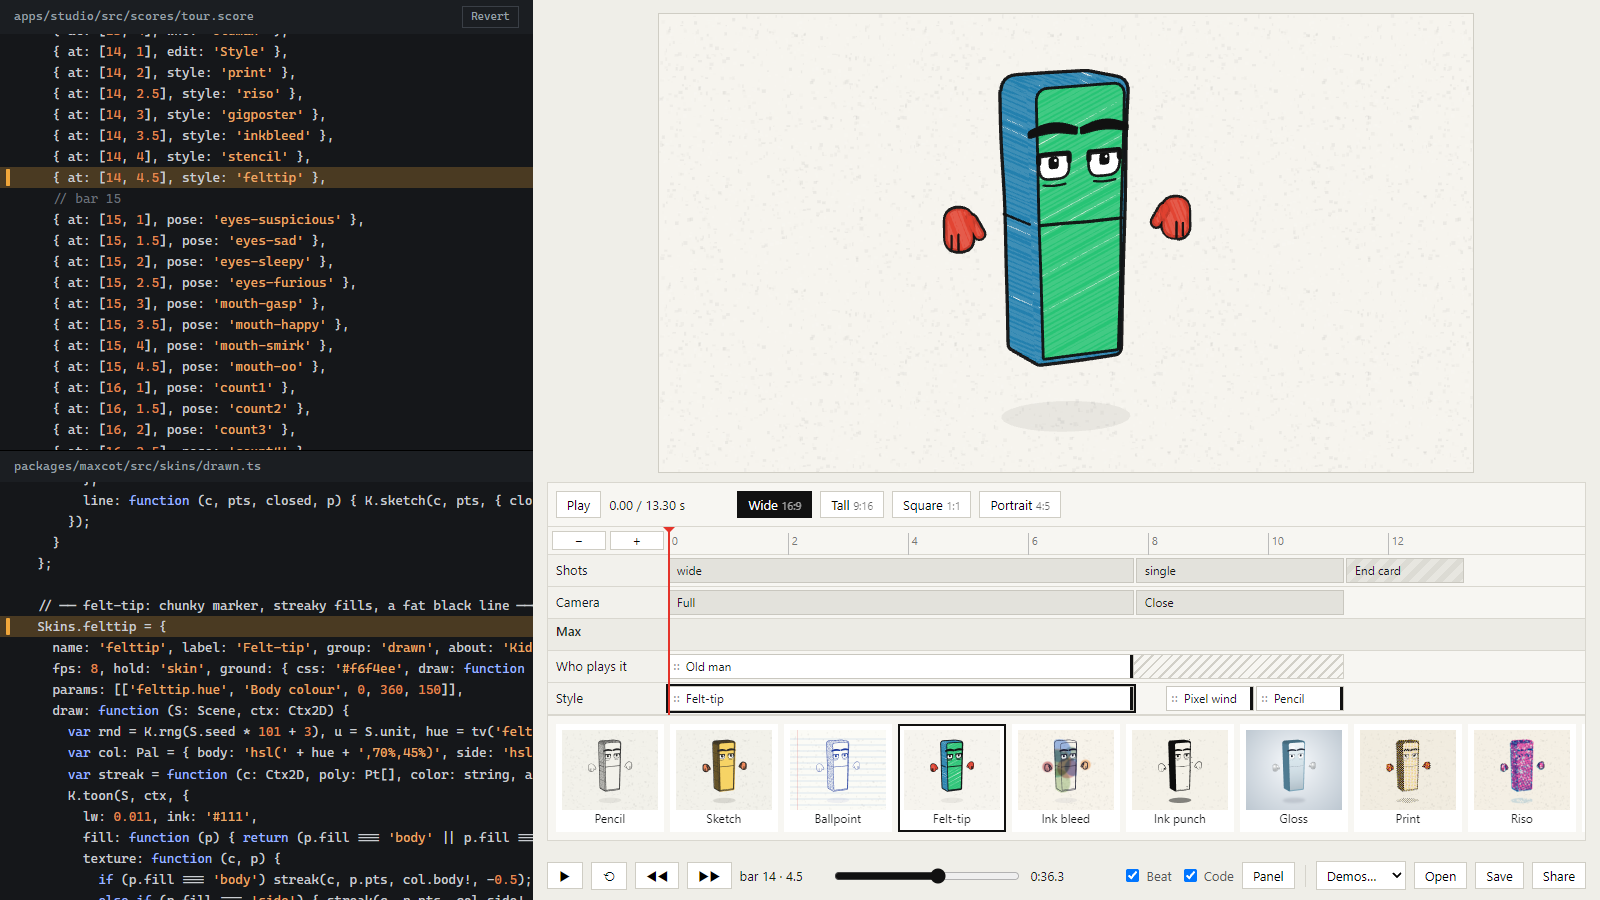 apps/studio/src/scores/tour.score
Revert
{ at: [14, 1], edit: 'Style' },
{ at: [14, 2], style: 'print' },
{ at: [14, 2.5], style: 'riso' },
{ at: [14, 3], style: 'gigposter' },
{ at: [14, 3.5], style: 'inkbleed' },
{ at: [14, 4], style: 'stencil' },
{ at: [14, 4.5], style: 'felttip' },
// bar 15
{ at: [15, 1], pose: 'eyes-suspicious' },
{ at: [15, 1.5], pose: 'eyes-sad' },
{ at: [15, 2], pose: 'eyes-sleepy' },
{ at: [15, 2.5], pose: 'eyes-furious' },
{ at: [15, 3], pose: 'mouth-gasp' },
{ at: [15, 3.5], pose: 'mouth-happy' },
{ at: [15, 4], pose: 'mouth-smirk' },
{ at: [15, 4.5], pose: 'mouth-oo' },
{ at: [16, 1], pose: 'count1' },
{ at: [16, 1.5], pose: 'count2' },
{ at: [16, 2], pose: 'count3' },
packages/maxcot/src/skins/drawn.ts
line: function (c, pts, closed, p) { K.sketch(c, pts, { clo
});
}
};
// —— felt-tip: chunky marker, streaky fills, a fat black line ——
Skins.felttip = {
name: 'felttip', label: 'Felt-tip', group: 'drawn', about: 'Kid
fps: 8, hold: 'skin', ground: { css: '#f6f4ee', draw: function
params: [['felttip.hue', 'Body colour', 0, 360, 150]],
draw: function (S: Scene, ctx: Ctx2D) {
var rnd = K.rng(S.seed * 101 + 3), u = S.unit, hue = tv('felt
var col: Pal = { body: 'hsl(' + hue + ',70%,45%)', side: 'hsl
var streak = function (c: Ctx2D, poly: Pt[], color: string, a
K.toon(S, ctx, {
lw: 0.011, ink: '#111',
fill: function (p) { return (p.fill === 'body' || p.fill ===
texture: function (c, p) {
if (p.fill === 'body') streak(c, p.pts, col.body!, -0.5);
Play
0.00 / 13.30 s
Wide 16:9
Tall 9:16
Square 1:1
Portrait 4:5
−
+
0
2
4
6
8
10
12
Shots
wide
single
End card
Camera
Full
Close
Max
Who plays it
Old man
Style
Felt-tip
Pixel wind
Pencil
Pencil
Sketch
Ballpoint
Felt-tip
Ink bleed
Ink punch
Gloss
Print
Riso
bar 14 · 4.5
0:36.3
Beat
Code
Panel
Demos...
Open
Save
Share